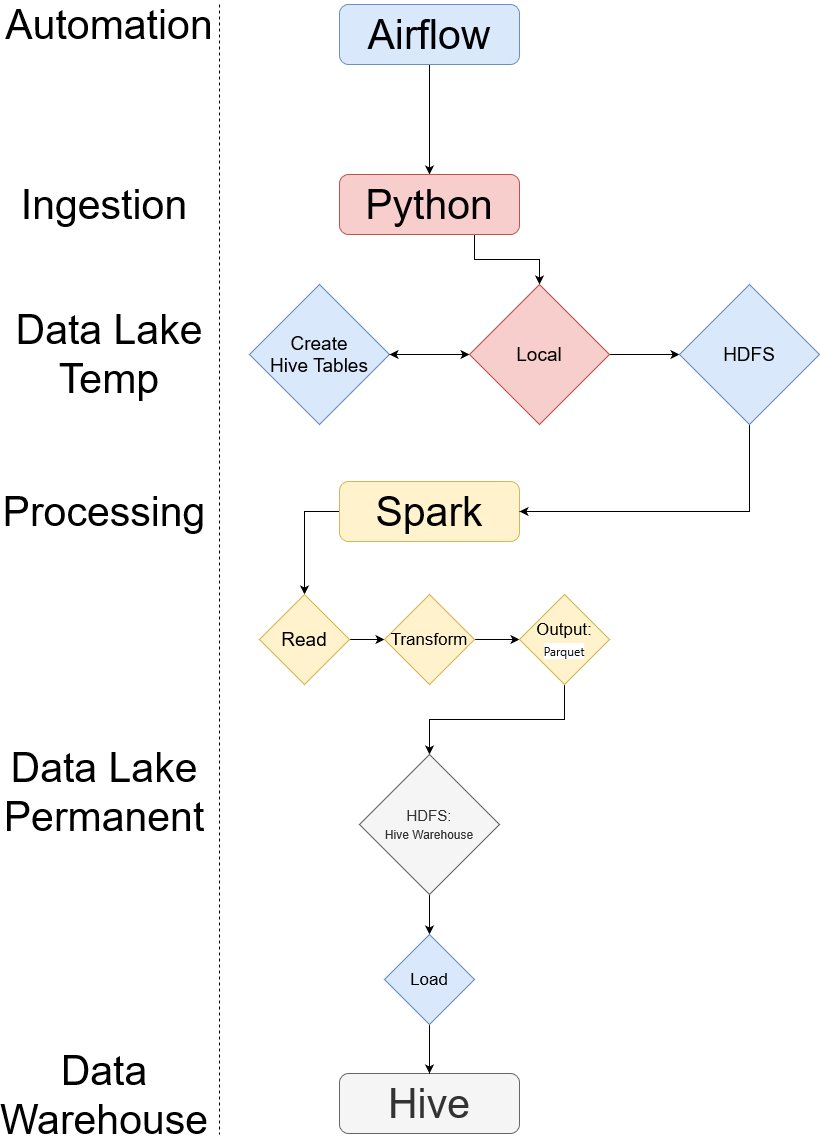 Automation
Airflow
Ingestion
Python
Data Lake
Temp
Create
Hive Tables
Local
HDFS
Processing
Spark
Read
Transform
Output:
Parquet
Data Lake
Permanent
HDFS:
Hive Warehouse
Load
Data
Warehouse
Hive